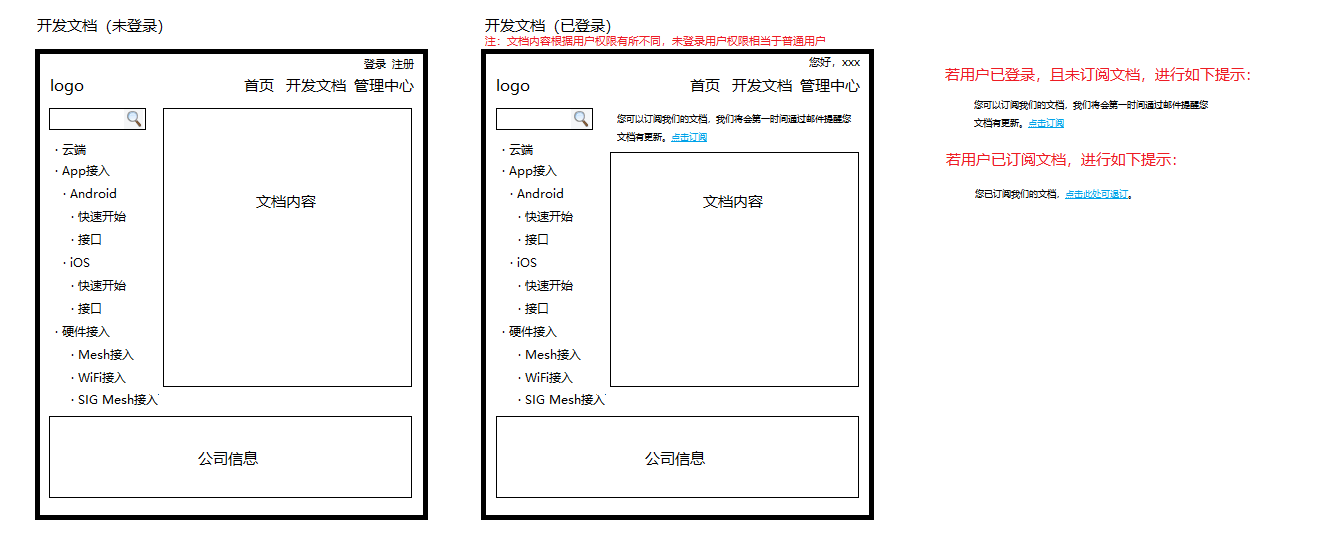 开发文档（未登录）
登录 注册
logo
首页 开发文档 管理中心
· 云端
· App接入
· Android
· 快速开始
· 接口
· iOS
· 快速开始
· 接口
· 硬件接入
· Mesh接入
· WiFi接入
· SIG Mesh接入
文档内容
公司信息
开发文档（已登录）
注：文档内容根据用户权限有所不同，未登录用户权限相当于普通用户
您好，xxx
logo
首页 开发文档 管理中心
· 云端
· App接入
· Android
· 快速开始
· 接口
· iOS
· 快速开始
· 接口
· 硬件接入
· Mesh接入
· WiFi接入
· SIG Mesh接入
您可以订阅我们的文档，我们将会第一时间通过邮件提醒您
文档有更新。点击订阅
文档内容
公司信息
若用户已登录，且未订阅文档，进行如下提示：
您可以订阅我们的文档，我们将会第一时间通过邮件提醒您
文档有更新。点击订阅
若用户已订阅文档，进行如下提示：
您已订阅我们的文档，点击此处可退订。